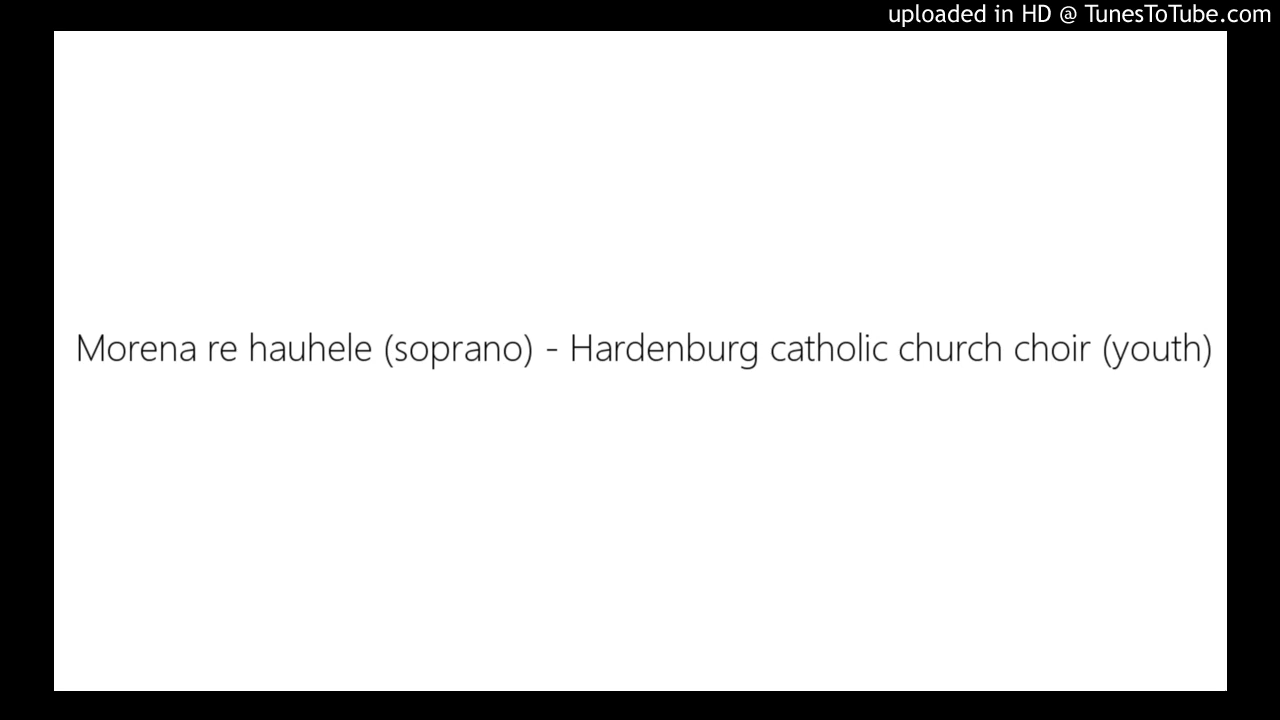 uploaded in HD @ TunesToTube.com
Morena re hauhele (soprano) - Hardenburg catholic church choir (youth)